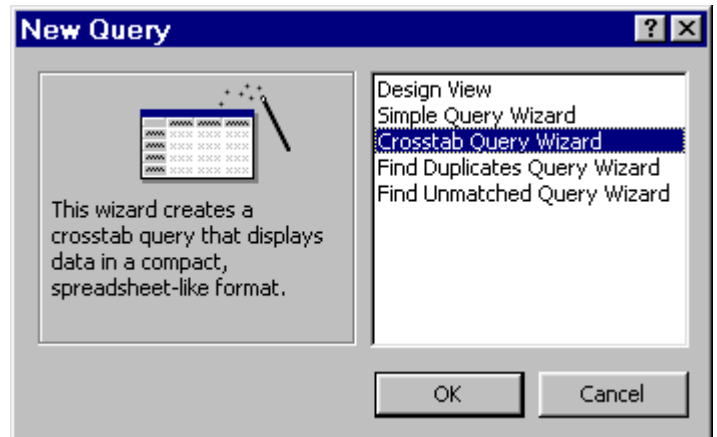 New Query
This wizard creates a
crosstab query that displays
data in a compact,
spreadsheet-like format.
Design View
Simple Query Wizard
Crosstab Query Wizard
Find Duplicates Query Wizard
Find Unmatched Query Wizard
OK
Cancel